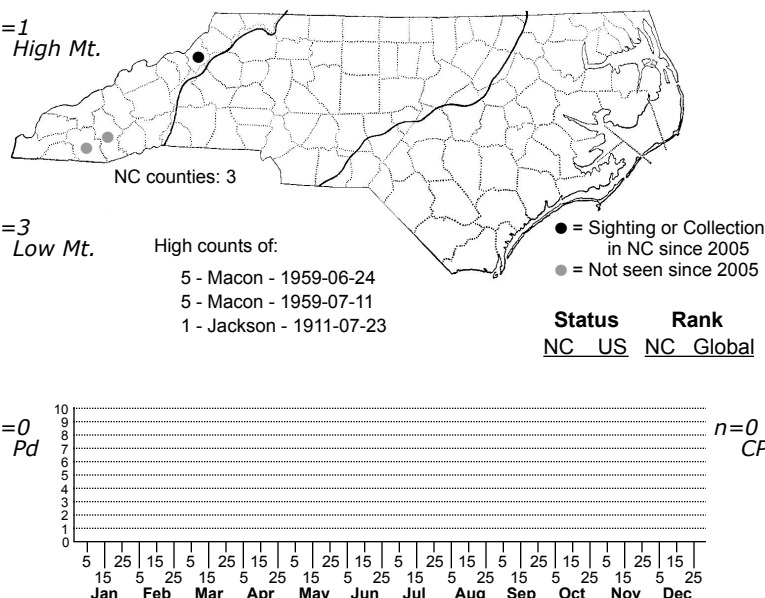 =1
High Mt.
NC counties: 3
=3
Low Mt.
High counts of:
5 - Macon - 1959-06-24
5 - Macon - 1959-07-11
1 - Jackson - 1911-07-23
● = Sighting or Collection
in NC since 2005
● = Not seen since 2005
Status Rank
NC US NC Global
=0
Pd
n=0
CP
10
9
8
7
6
5
4
3
2
1
0
5 25 15 5 25 15 5 25 15 5 25 15 5 25 15 5 25 15
15 5 25 15 5 25 15 5 25 15 5 25 15 5 25 15 5 25
Jan Feb Mar Apr May Jun Jul Aug Sep Oct Nov Dec